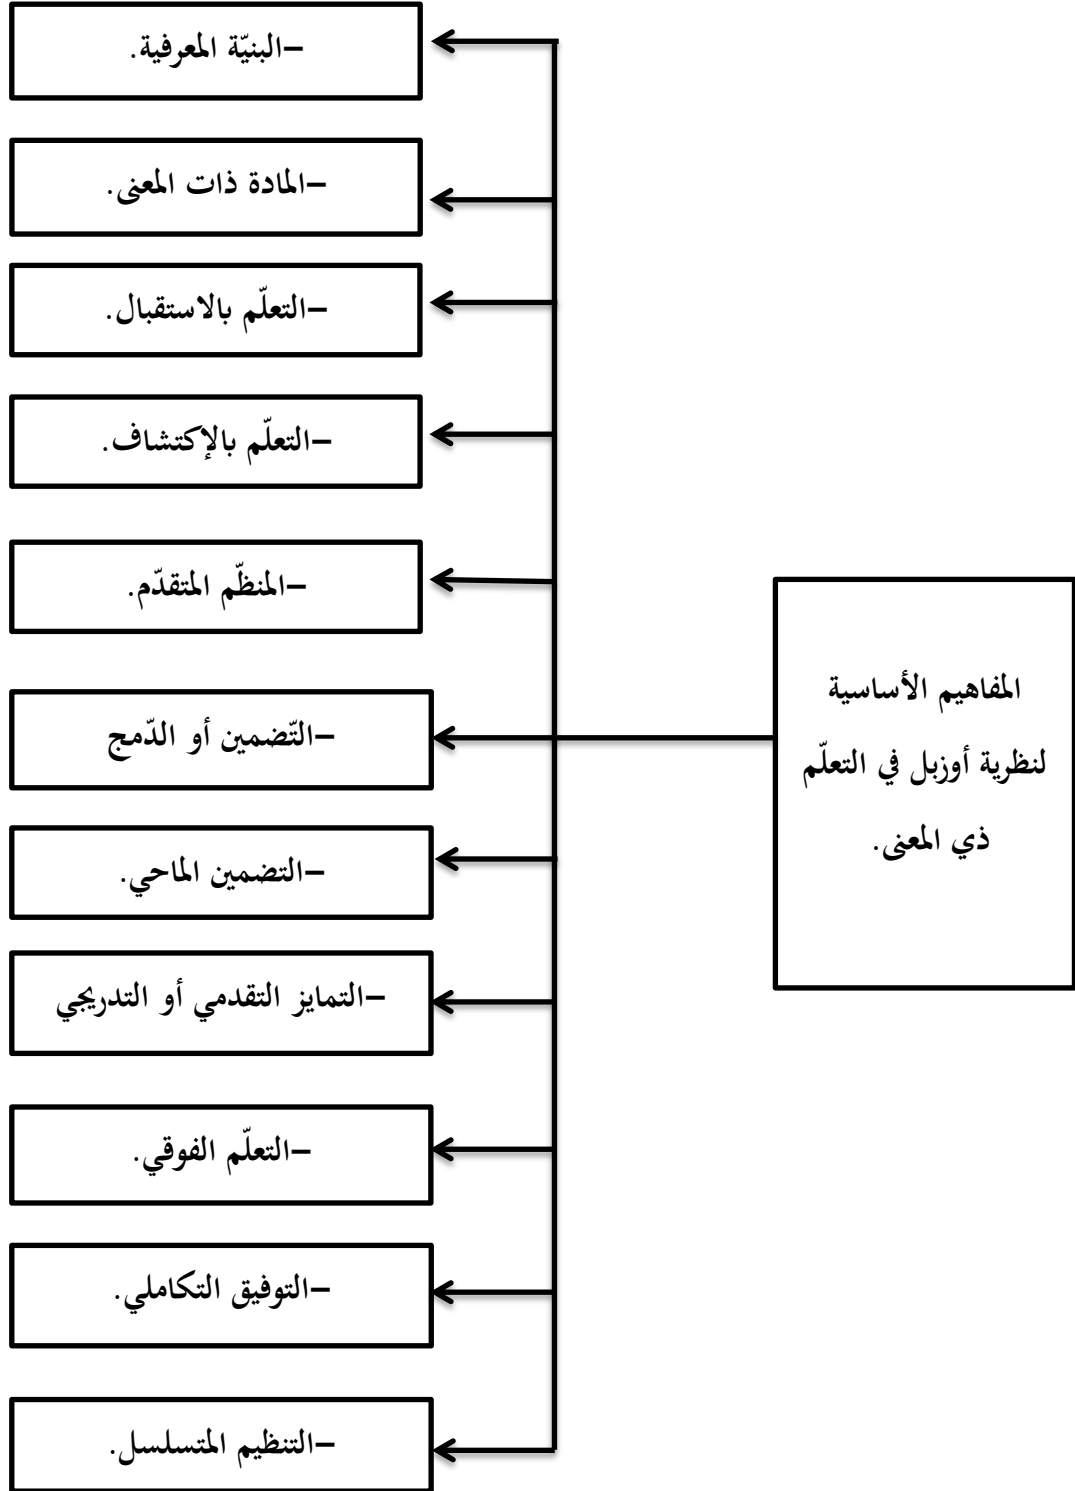 المفاهيم الأساسية
لنظرية أوزبل في التعلّم
ذي المعنى.
–البنيّة المعرفية.
–المادة ذات المعنى.
–التعلّم بالاستقبال.
–التعلّم بالإكتشاف.
–المنظّم المتقدّم.
–التّضمين أو الدّمج
–التضمين الماحي.
–التمايز التقدمي أو التدريجي
–التعلّم الفوقي.
–التوفيق التكاملي.
–التنظيم المتسلسل.